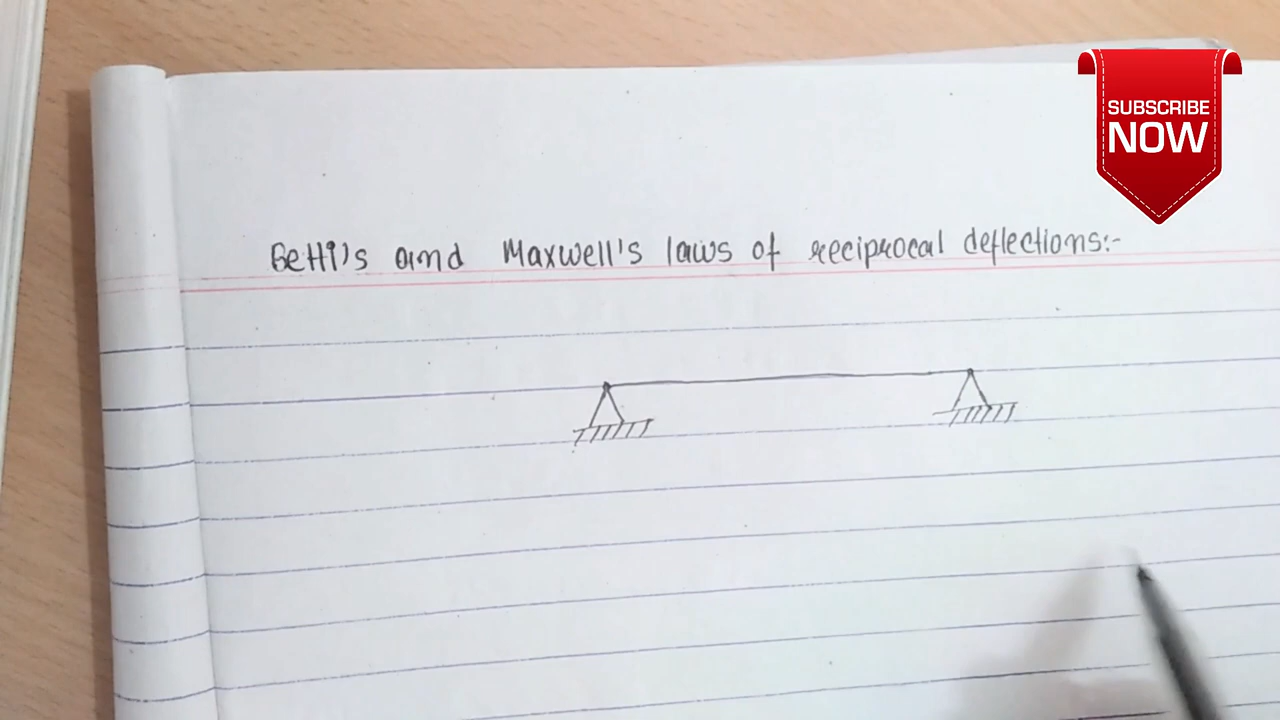 Betti's and Maxwell's laws of reciprocal deflections:-
SUBSCRIBE
NOW